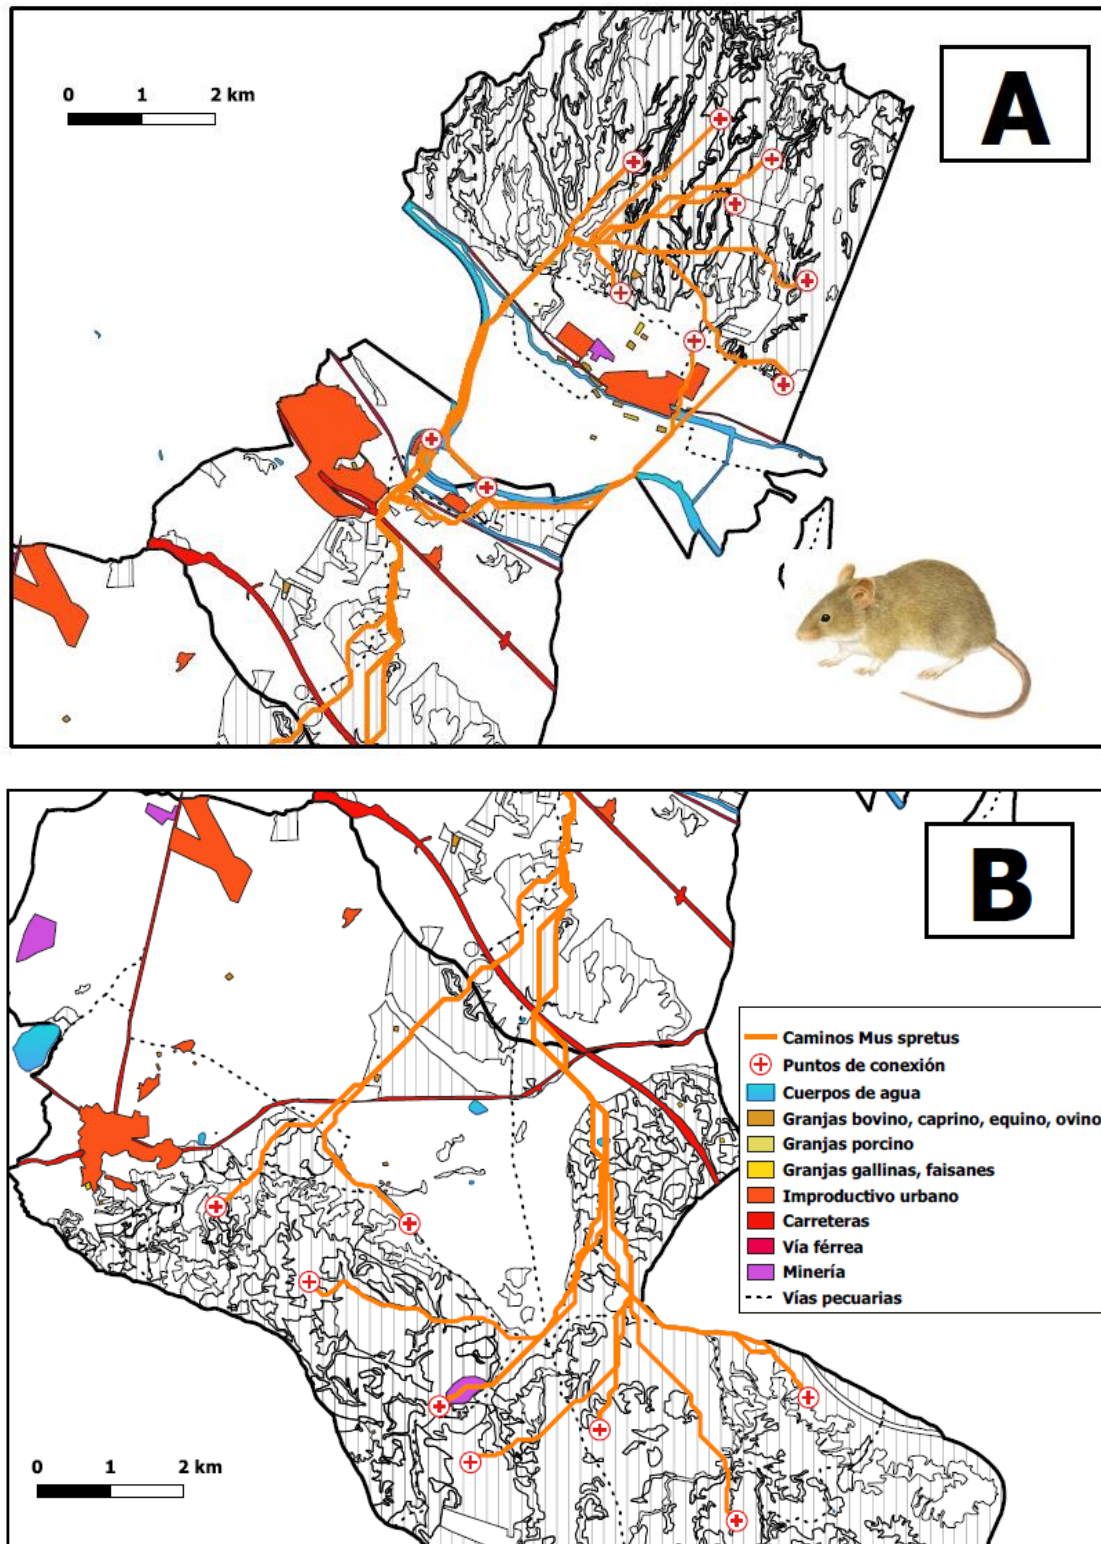 0 1 2 km
A
B
Caminos Mus spretus
Puntos de conexión
Cuerpos de agua
Granjas bovino, caprino, equino, ovino
Granjas porcino
Granjas gallinas, faisanes
Improductivo urbano
Carreteras
Vía férrea
Minería
Vías pecuarias
0 1 2 km